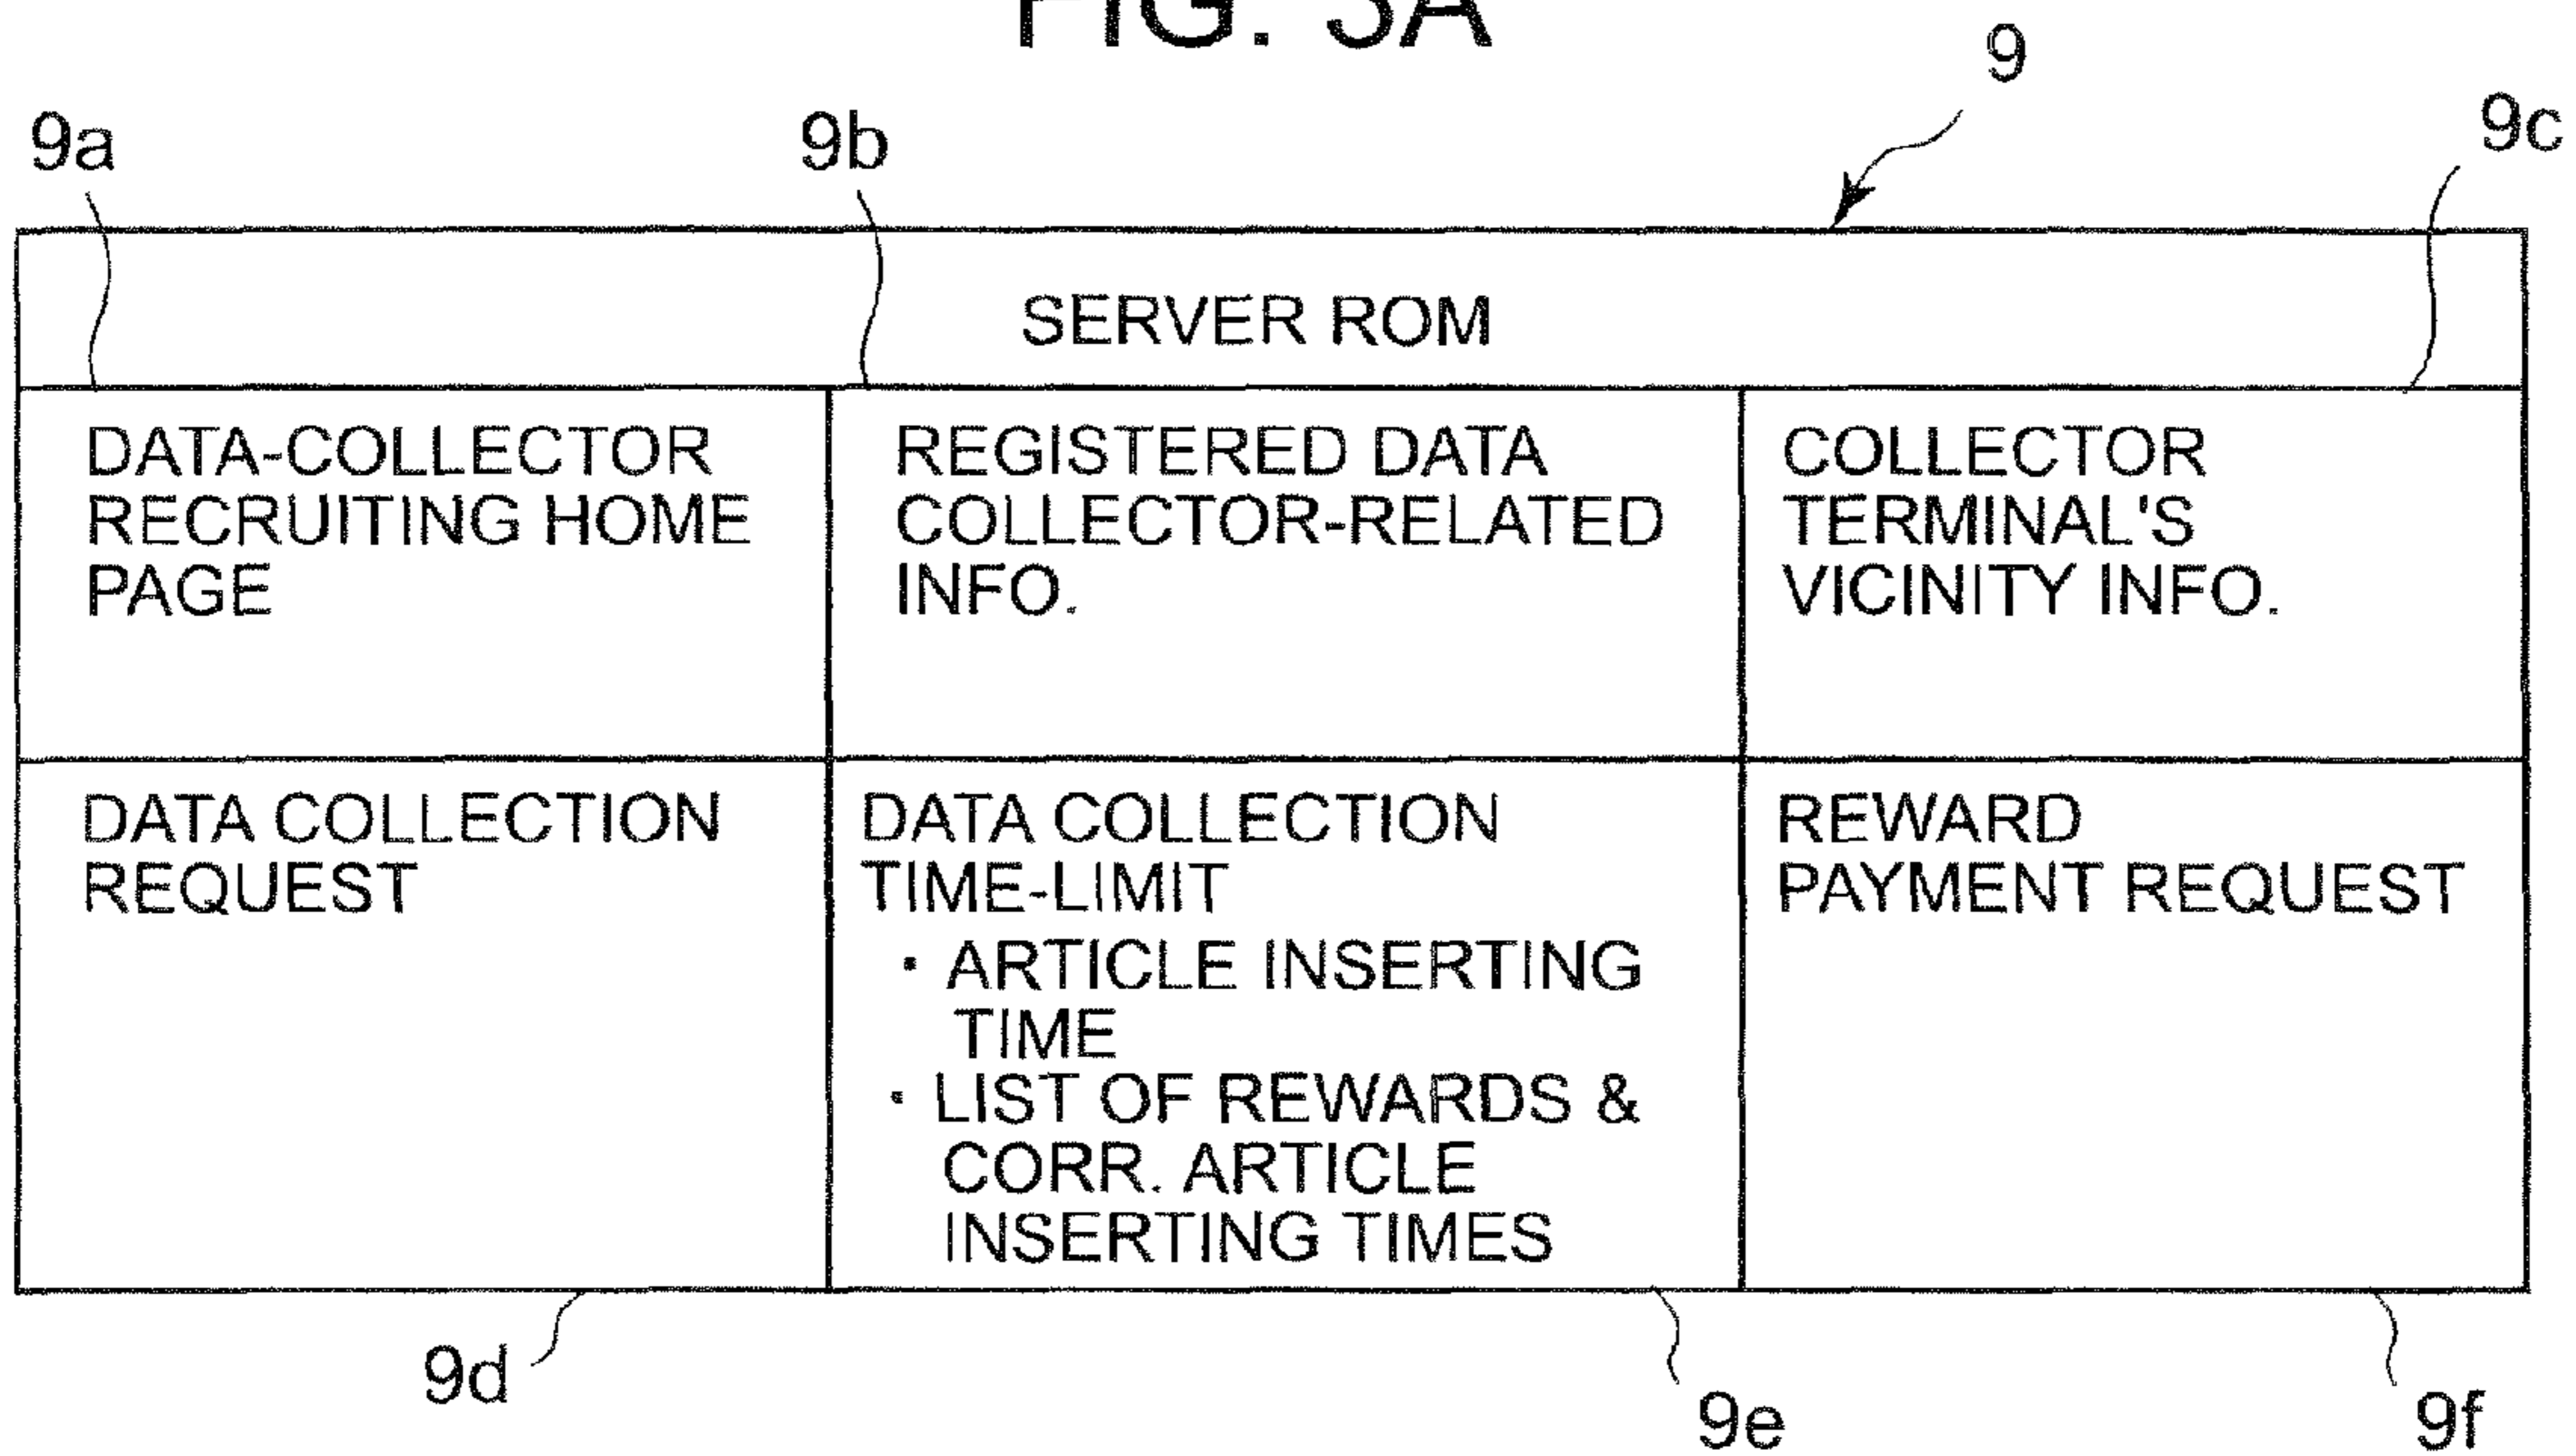 FIG. 3A
9
9a
9b
9c
SERVER ROM
DATA-COLLECTOR
RECRUITING HOME
PAGE
REGISTERED DATA
COLLECTOR-RELATED
INFO.
COLLECTOR
TERMINAL'S
VICINITY INFO.
DATA COLLECTION
REQUEST
DATA COLLECTION
TIME-LIMIT
· ARTICLE INSERTING
TIME
· LIST OF REWARDS &
CORR. ARTICLE
INSERTING TIMES
REWARD
PAYMENT REQUEST
9d
9e
9f